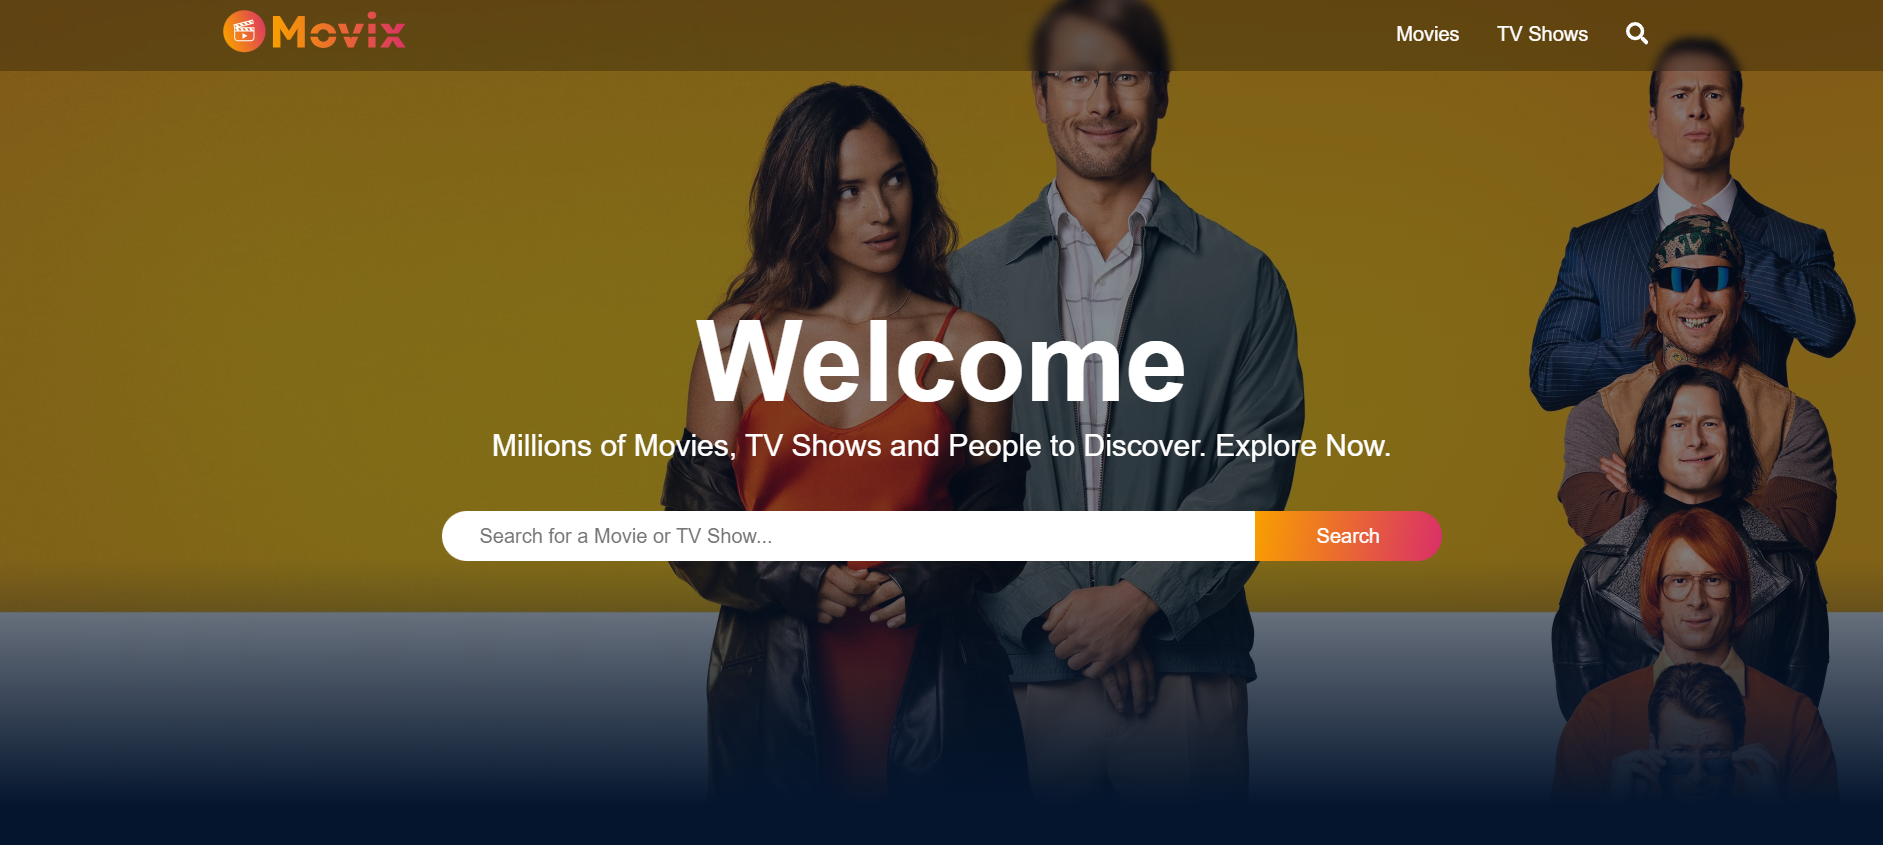 Movix
Movies
TV Shows
Welcome
Millions of Movies, TV Shows and People to Discover. Explore Now.
Search for a Movie or TV Show...
Search